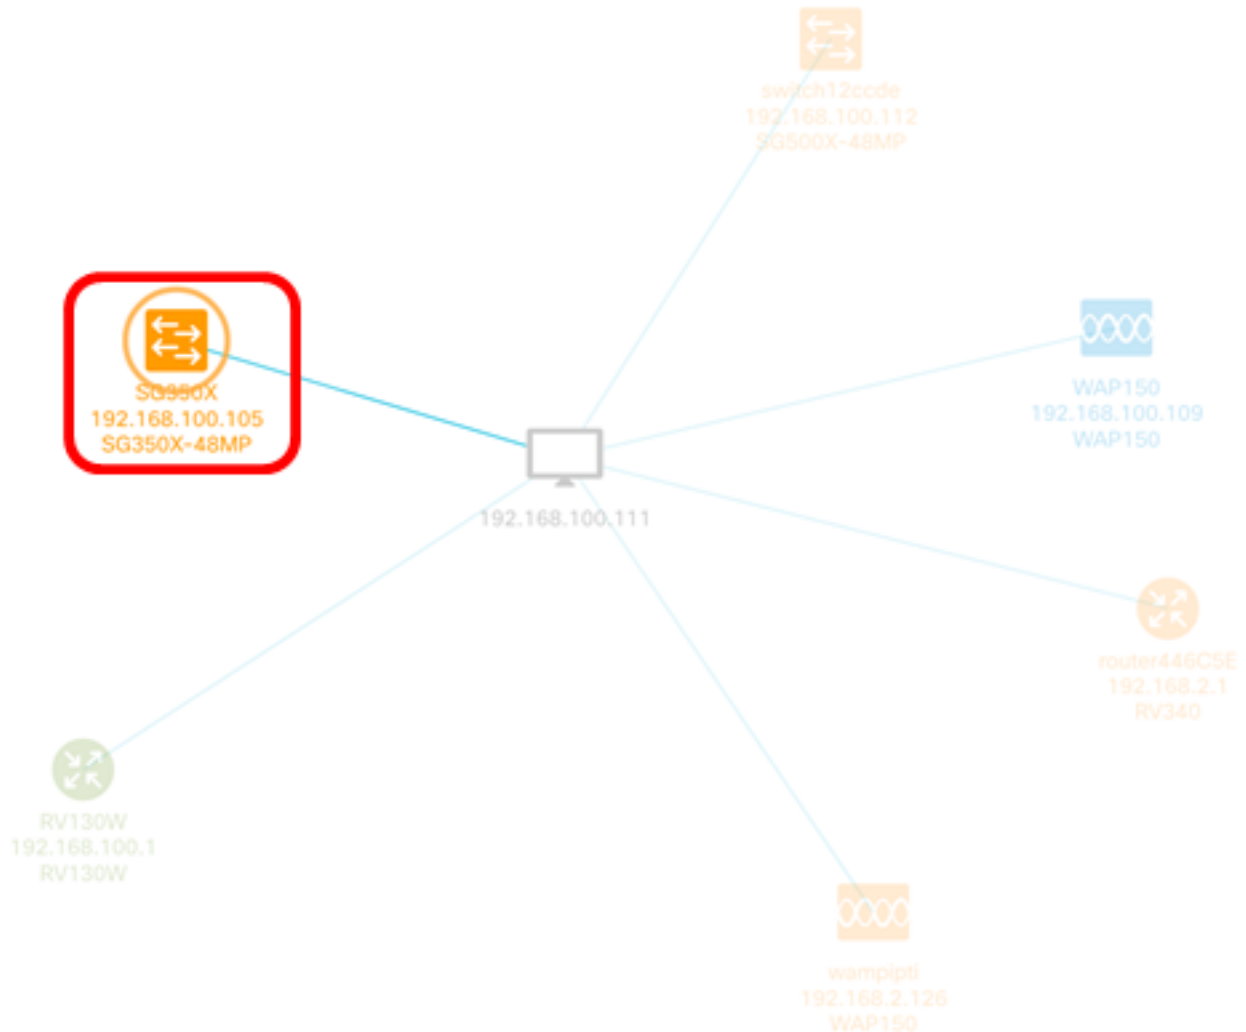 switch12ccde
192.168.100.112
SG500X-48MP
SG350X
192.168.100.105
SG350X-48MP
WAP150
192.168.100.109
WAP150
192.168.100.111
router446C5E
192.168.2.1
RV340
RV130W
192.168.100.1
RV130W
wampipti
192.168.2.126
WAP150